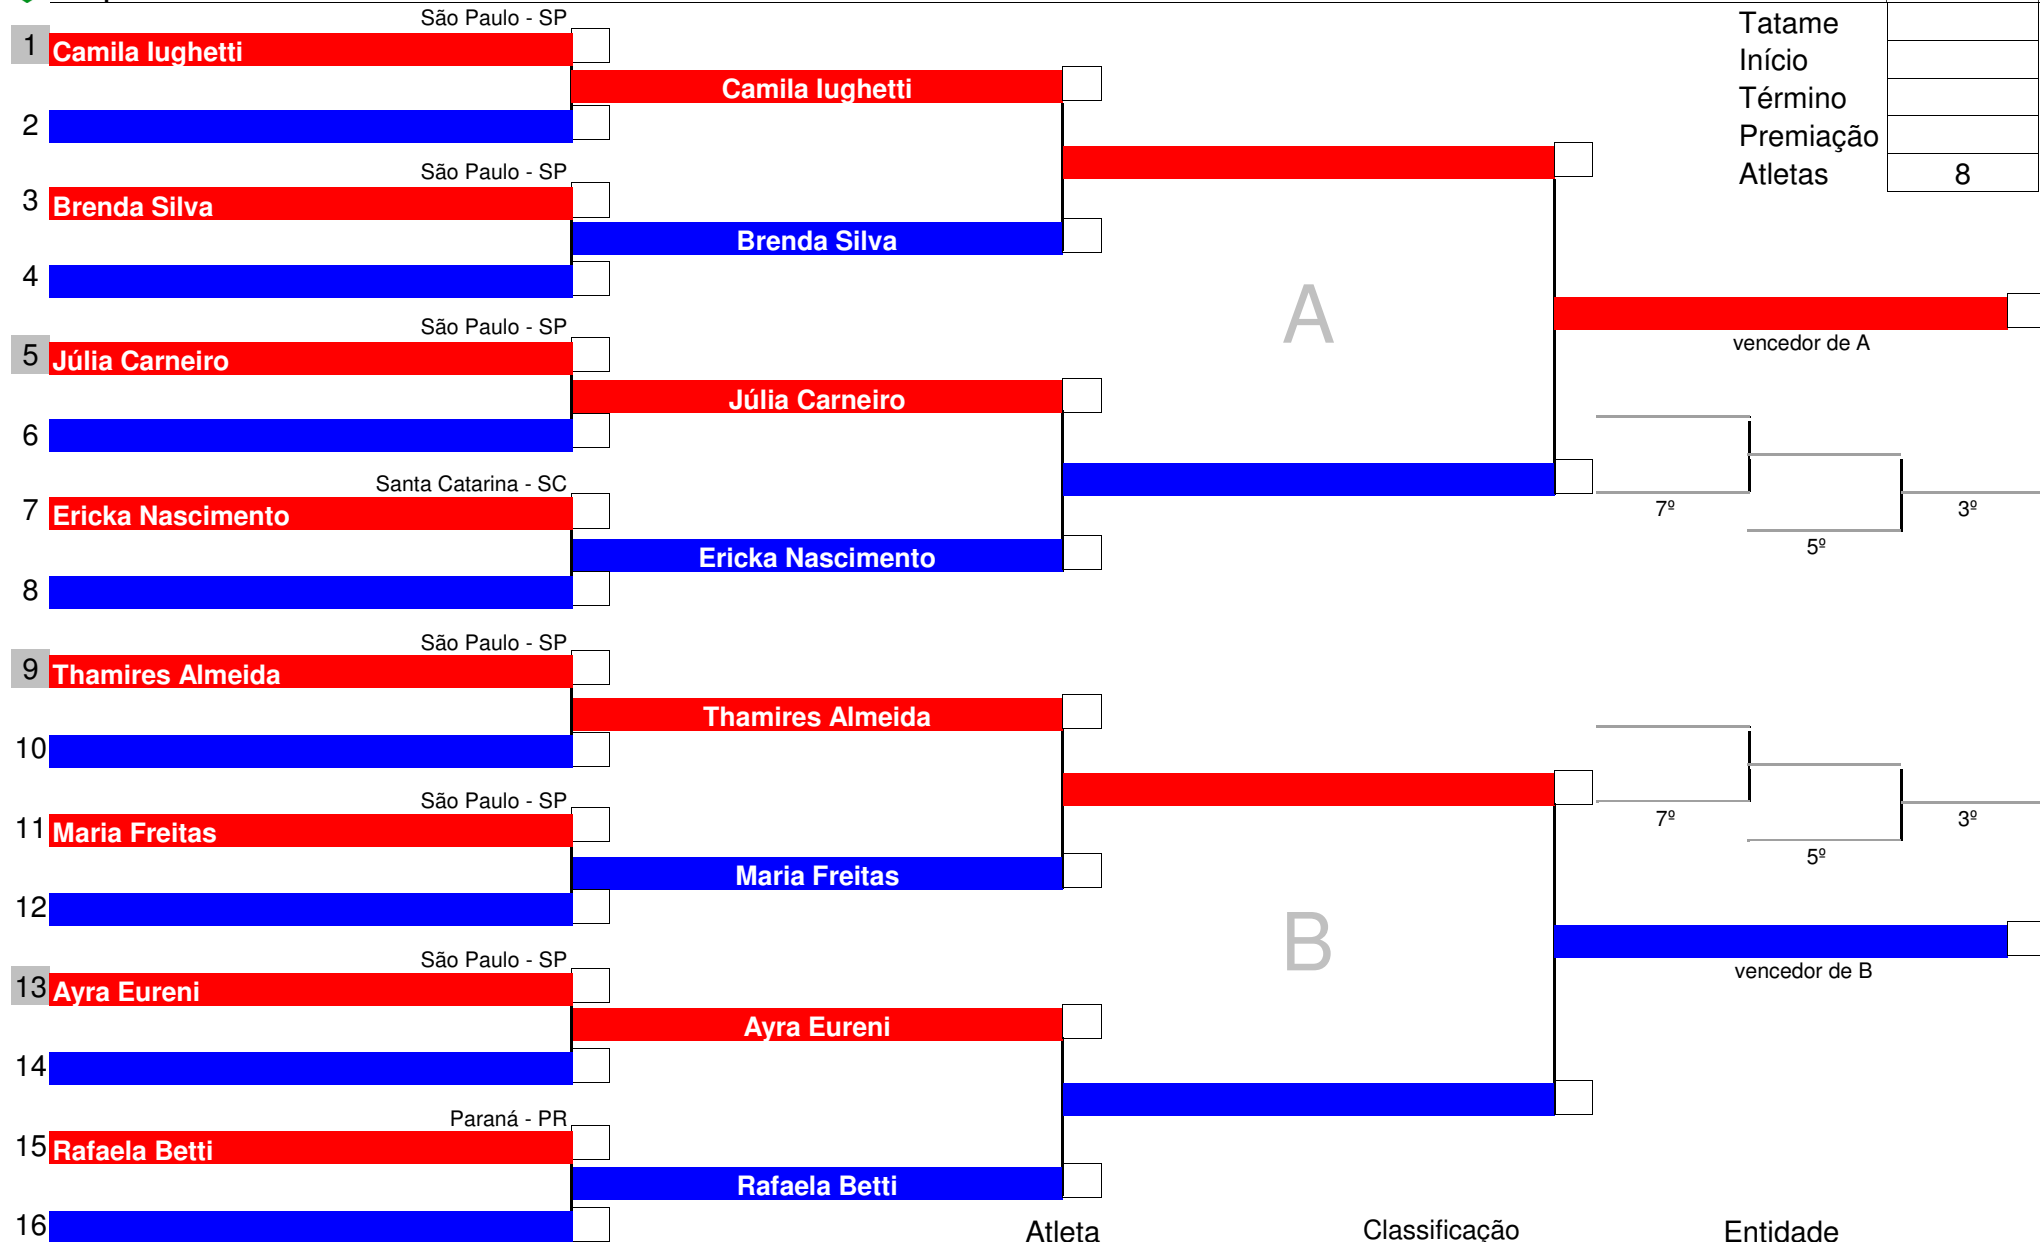 São Paulo - SP
1 Camila Iughetti
Camila Iughetti
2
São Paulo - SP
3 Brenda Silva
Brenda Silva
4
São Paulo - SP
5 Júlia Carneiro
Júlia Carneiro
6
Santa Catarina - SC
7 Ericka Nascimento
Ericka Nascimento
8
São Paulo - SP
9 Thamires Almeida
Thamires Almeida
10
São Paulo - SP
11 Maria Freitas
Maria Freitas
12
São Paulo - SP
13 Ayra Eureni
Ayra Eureni
14
Paraná - PR
15 Rafaela Betti
Rafaela Betti
16
A
B
Tatame
Início
Término
Premiação
Atletas 8
vencedor de A
7º
3º
5º
7º
3º
5º
vencedor de B
Atleta Classificação Entidade